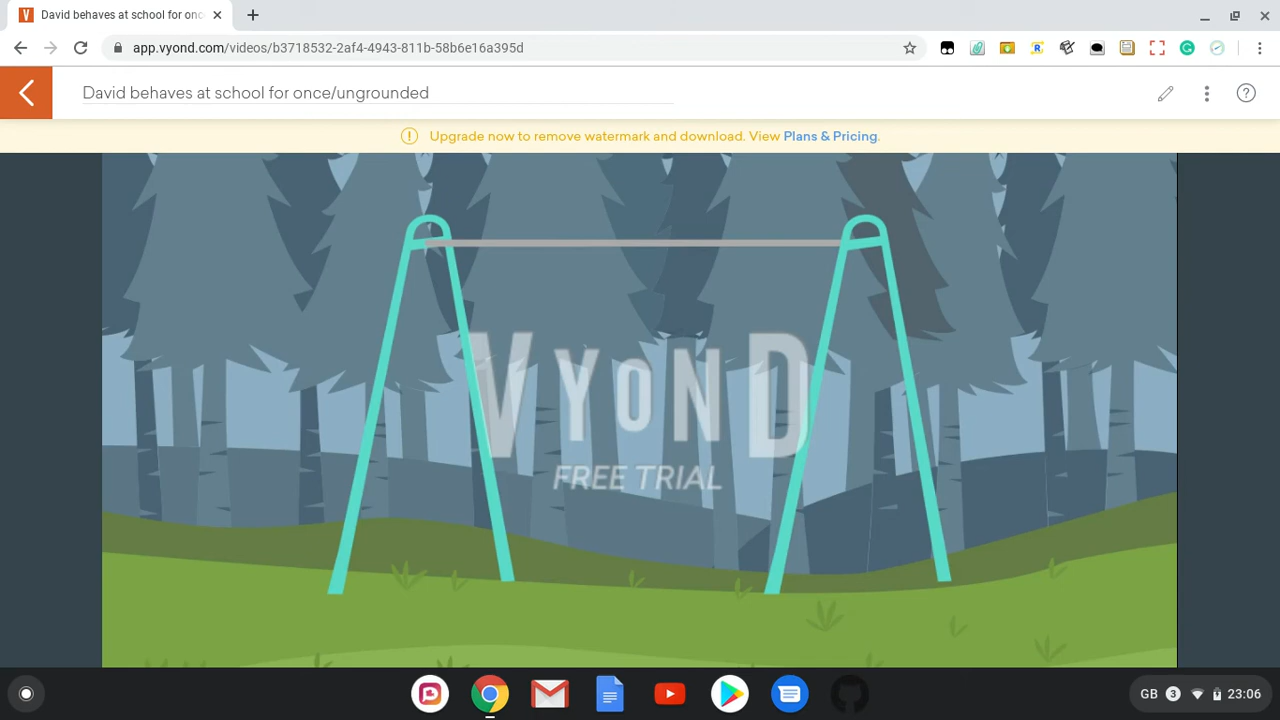 David behaves at school for onc
app.vyond.com/videos/b3718532-2af4-4943-811b-58b5e16a395d
David behaves at school for once/ungrounded
Upgrade now to remove watermark and download. View Plans & Pricing.
VYOND
FREE TRIAL
GB 3 23:06